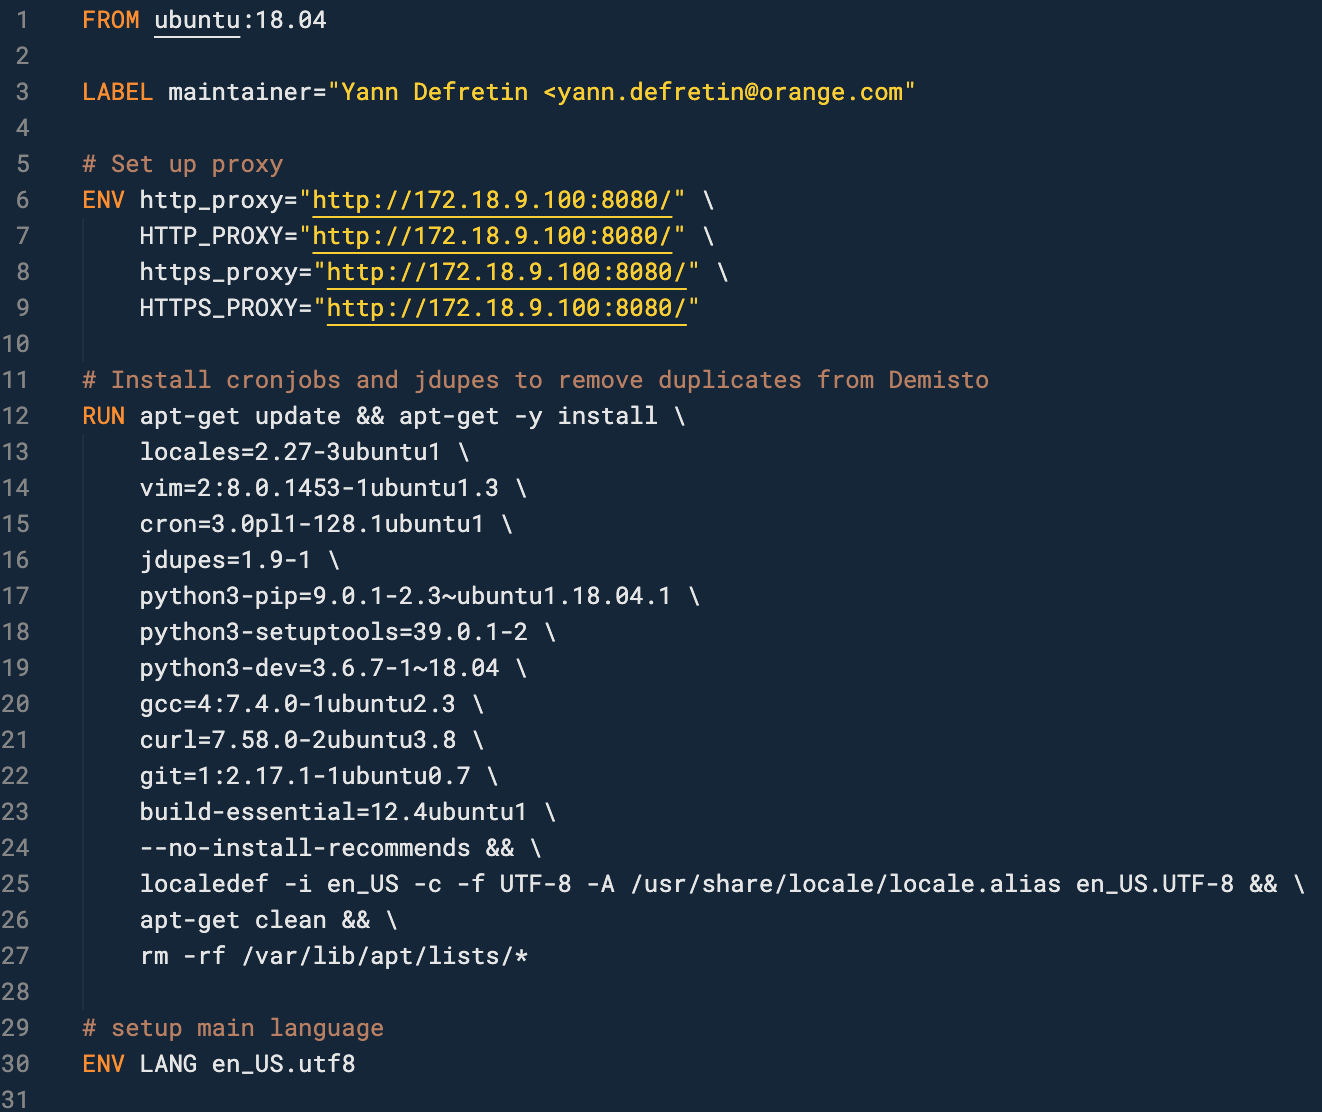 1 FROM ubuntu:18.04
2
3 LABEL maintainer="Yann Defretin <yann.defretin@orange.com"
4
5 # Set up proxy
6 ENV http_proxy="http://172.18.9.100:8080/" \
7     HTTP_PROXY="http://172.18.9.100:8080/" \
8     https_proxy="http://172.18.9.100:8080/" \
9     HTTPS_PROXY="http://172.18.9.100:8080/"
10
11 # Install cronjobs and jdupes to remove duplicates from Demisto
12 RUN apt-get update && apt-get -y install \
13     locales=2.27-3ubuntu1 \
14     vim=2:8.0.1453-1ubuntu1.3 \
15     cron=3.0pl1-128.1ubuntu1 \
16     jdupes=1.9-1 \
17     python3-pip=9.0.1-2.3~ubuntu1.18.04.1 \
18     python3-setuptools=39.0.1-2 \
19     python3-dev=3.6.7-1~18.04 \
20     gcc=4:7.4.0-1ubuntu2.3 \
21     curl=7.58.0-2ubuntu3.8 \
22     git=1:2.17.1-1ubuntu0.7 \
23     build-essential=12.4ubuntu1 \
24     --no-install-recommends && \
25     localedef -i en_US -c -f UTF-8 -A /usr/share/locale/locale.alias en_US.UTF-8 && \
26     apt-get clean && \
27     rm -rf /var/lib/apt/lists/*
28
29 # setup main language
30 ENV LANG en_US.utf8
31